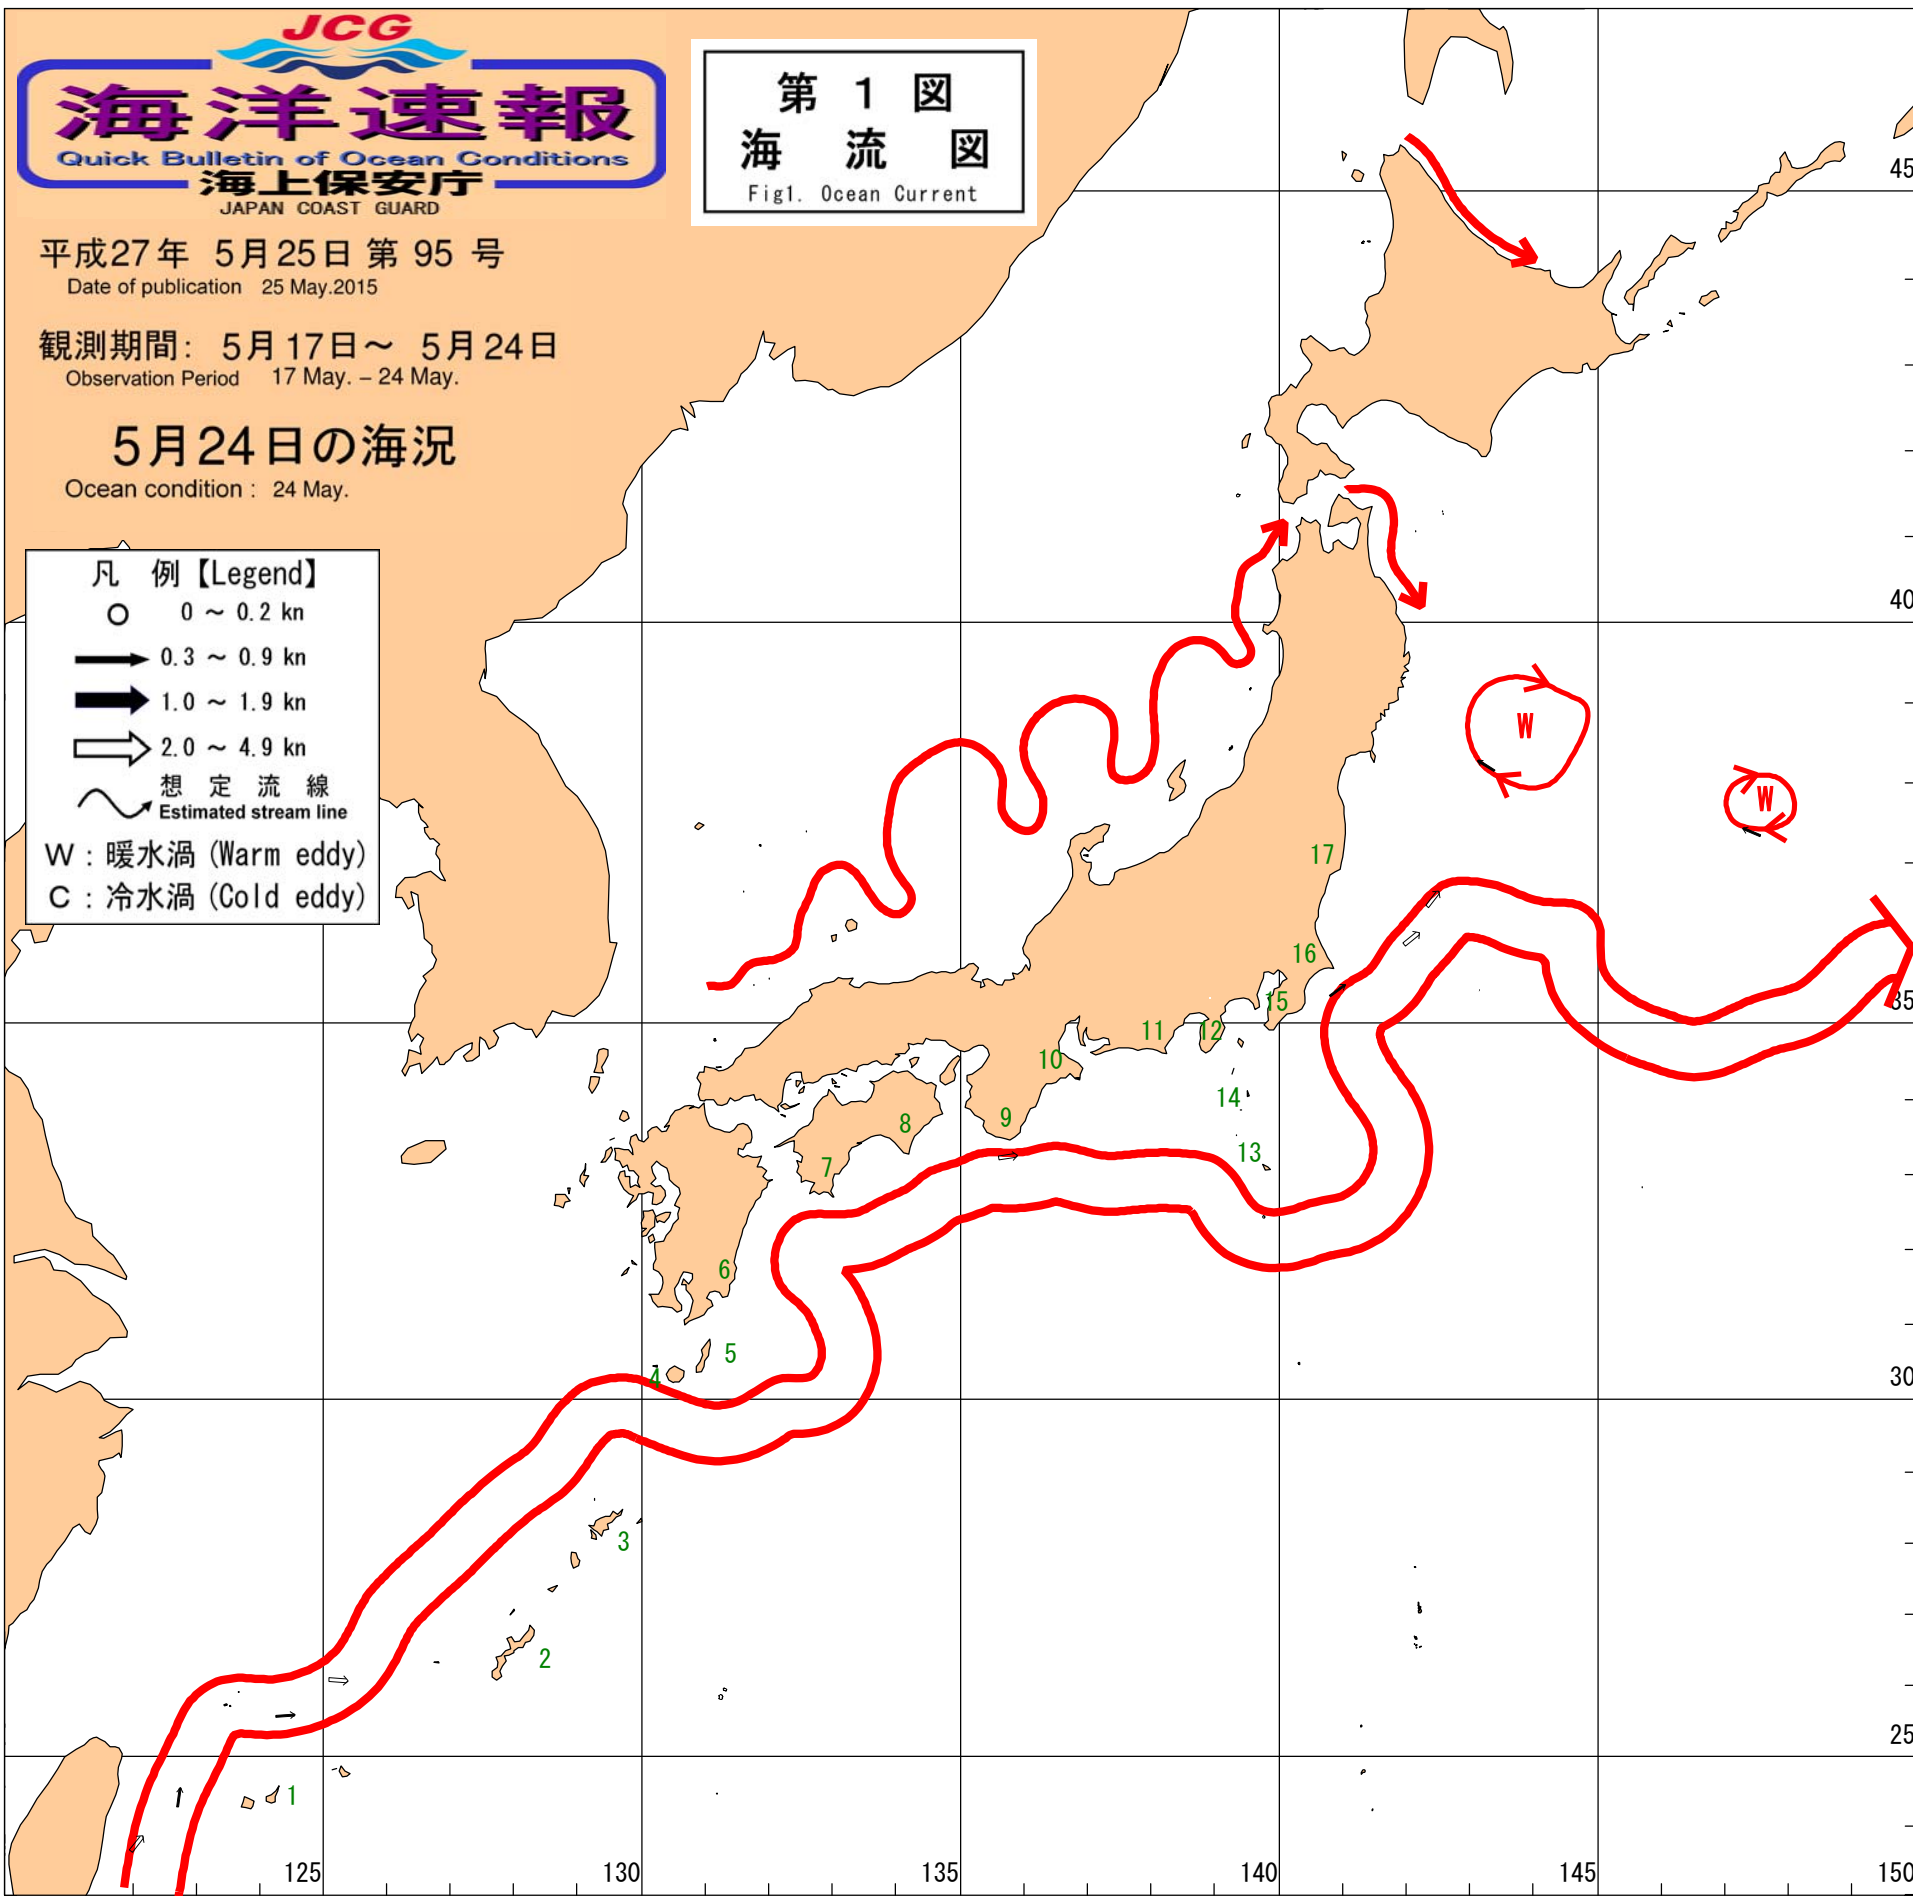 JCG
海洋速報
Quick Bulletin of Ocean Conditions
海上保安庁
JAPAN COAST GUARD
平成27年 5月25日 第 95 号
Date of publication 25 May.2015
観測期間: 5月17日～ 5月24日
Observation Period 17 May. – 24 May.
5月24日の海況
Ocean condition : 24 May.
第 1 図
海 流 図
Fig1. Ocean Current
凡 例【Legend】
0 ～ 0.2 kn
0.3 ～ 0.9 kn
1.0 ～ 1.9 kn
2.0 ～ 4.9 kn
想 定 流 線
Estimated stream line
W : 暖水渦 (Warm eddy)
C : 冷水渦 (Cold eddy)
45
40
W
W
17
16
35
15
11
12
10
14
9
8
13
7
6
5
4
30
3
2
25
1
125
130
135
140
145
150